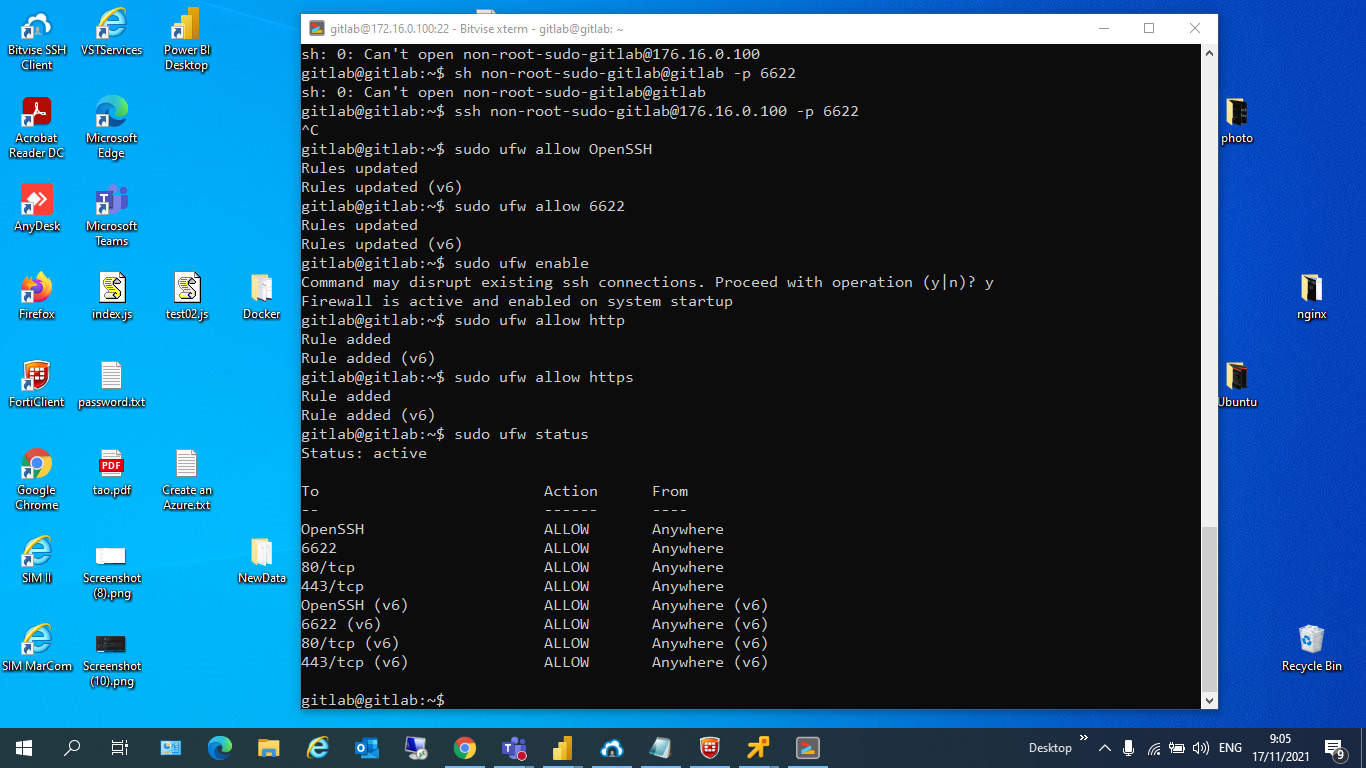 Bitvise SSH
Client
VSTServices
Power BI
Desktop
Acrobat
Reader DC
Microsoft
Edge
AnyDesk
Microsoft
Teams
Firefox
index.js
test02.js
Docker
FortiClient
password.txt
Google
Chrome
tao.pdf
Create an
Azure.txt
SIM II
Screenshot
(8).png
NewData
SIM MarCom
Screenshot
(10).png
gitlab@172.16.0.100:22 - Bitvise xterm - gitlab@gitlab: ~
sh: 0: Can't open non-root-sudo-gitlab@176.16.0.100
gitlab@gitlab:~$ sh non-root-sudo-gitlab@gitlab -p 6622
sh: 0: Can't open non-root-sudo-gitlab@gitlab
gitlab@gitlab:~$ ssh non-root-sudo-gitlab@176.16.0.100 -p 6622
^C
gitlab@gitlab:~$ sudo ufw allow OpenSSH
Rules updated
Rules updated (v6)
gitlab@gitlab:~$ sudo ufw allow 6622
Rules updated
Rules updated (v6)
gitlab@gitlab:~$ sudo ufw enable
Command may disrupt existing ssh connections. Proceed with operation (y|n)? y
Firewall is active and enabled on system startup
gitlab@gitlab:~$ sudo ufw allow http
Rule added
Rule added (v6)
gitlab@gitlab:~$ sudo ufw allow https
Rule added
Rule added (v6)
gitlab@gitlab:~$ sudo ufw status
Status: active
To Action From
-- ------ ----
OpenSSH ALLOW Anywhere
6622 ALLOW Anywhere
80/tcp ALLOW Anywhere
443/tcp ALLOW Anywhere
OpenSSH (v6) ALLOW Anywhere (v6)
6622 (v6) ALLOW Anywhere (v6)
80/tcp (v6) ALLOW Anywhere (v6)
443/tcp (v6) ALLOW Anywhere (v6)
gitlab@gitlab:~$
photo
nginx
Ubuntu
Recycle Bin
PDF
Desktop
ENG
9:05
17/11/2021
9